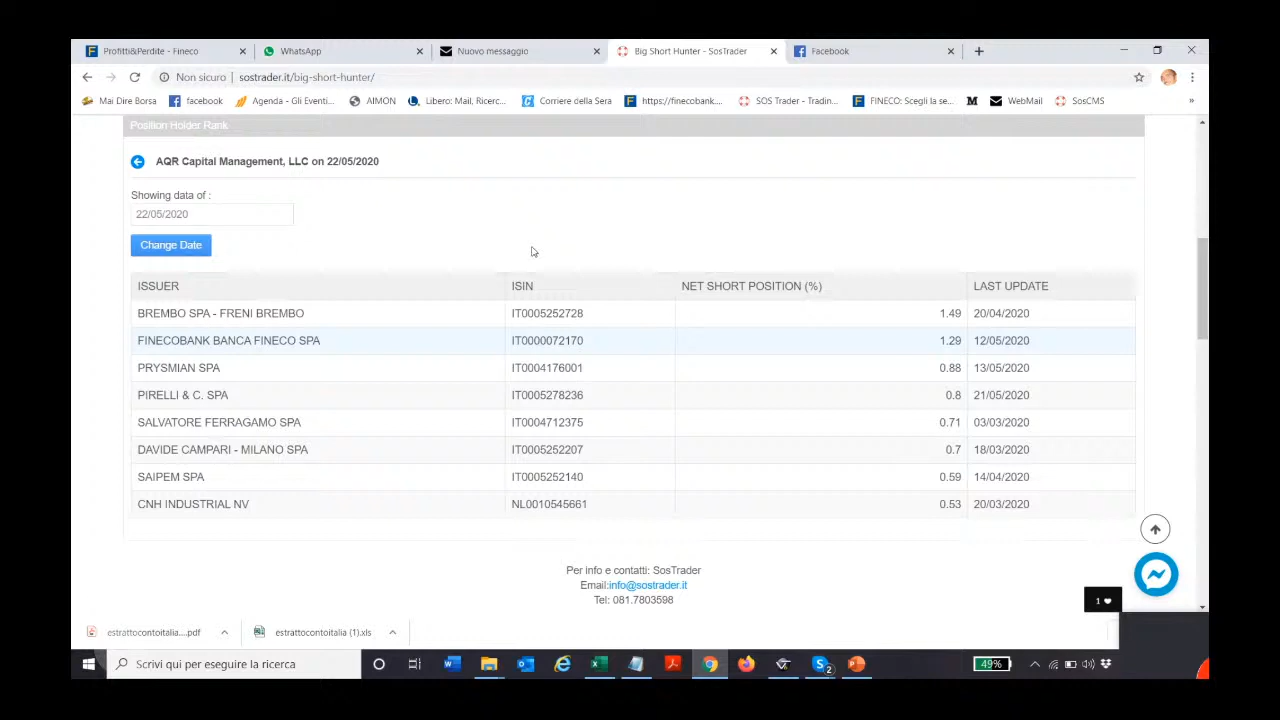 Profitti&Perdite - Fineco
WhatsApp
Nuovo messaggio
Big Short Hunter - SosTrader
Facebook
Non sicuro | sostrader.it/big-short-hunter/
Mai Dire Borsa
facebook
Agenda - Gli Eventi...
AIMON
Libero: Mail, Ricerc...
Corriere della Sera
https://finecobank....
SOS Trader - Tradin...
FINECO: Scegli la se...
M
WebMail
SosCMS
»
Position Holder Rank
AQR Capital Management, LLC on 22/05/2020
Showing data of :
22/05/2020
Change Date
ISSUER ISIN NET SHORT POSITION (%) LAST UPDATE
BREMBO SPA - FRENI BREMBO IT0005252728 1.49 20/04/2020
FINECOBANK BANCA FINECO SPA IT0000072170 1.29 12/05/2020
PRYSMIAN SPA IT0004176001 0.88 13/05/2020
PIRELLI & C. SPA IT0005278236 0.8 21/05/2020
SALVATORE FERRAGAMO SPA IT0004712375 0.71 03/03/2020
DAVIDE CAMPARI - MILANO SPA IT0005252207 0.7 18/03/2020
SAIPEM SPA IT0005252140 0.59 14/04/2020
CNH INDUSTRIAL NV NL0010545661 0.53 20/03/2020
Per info e contatti: SosTrader
Email:info@sostrader.it
Tel: 081.7803598
1
estrattocontoitalia....pdf
estrattocontoitalia (1).xls
Scrivi qui per eseguire la ricerca
2
49%